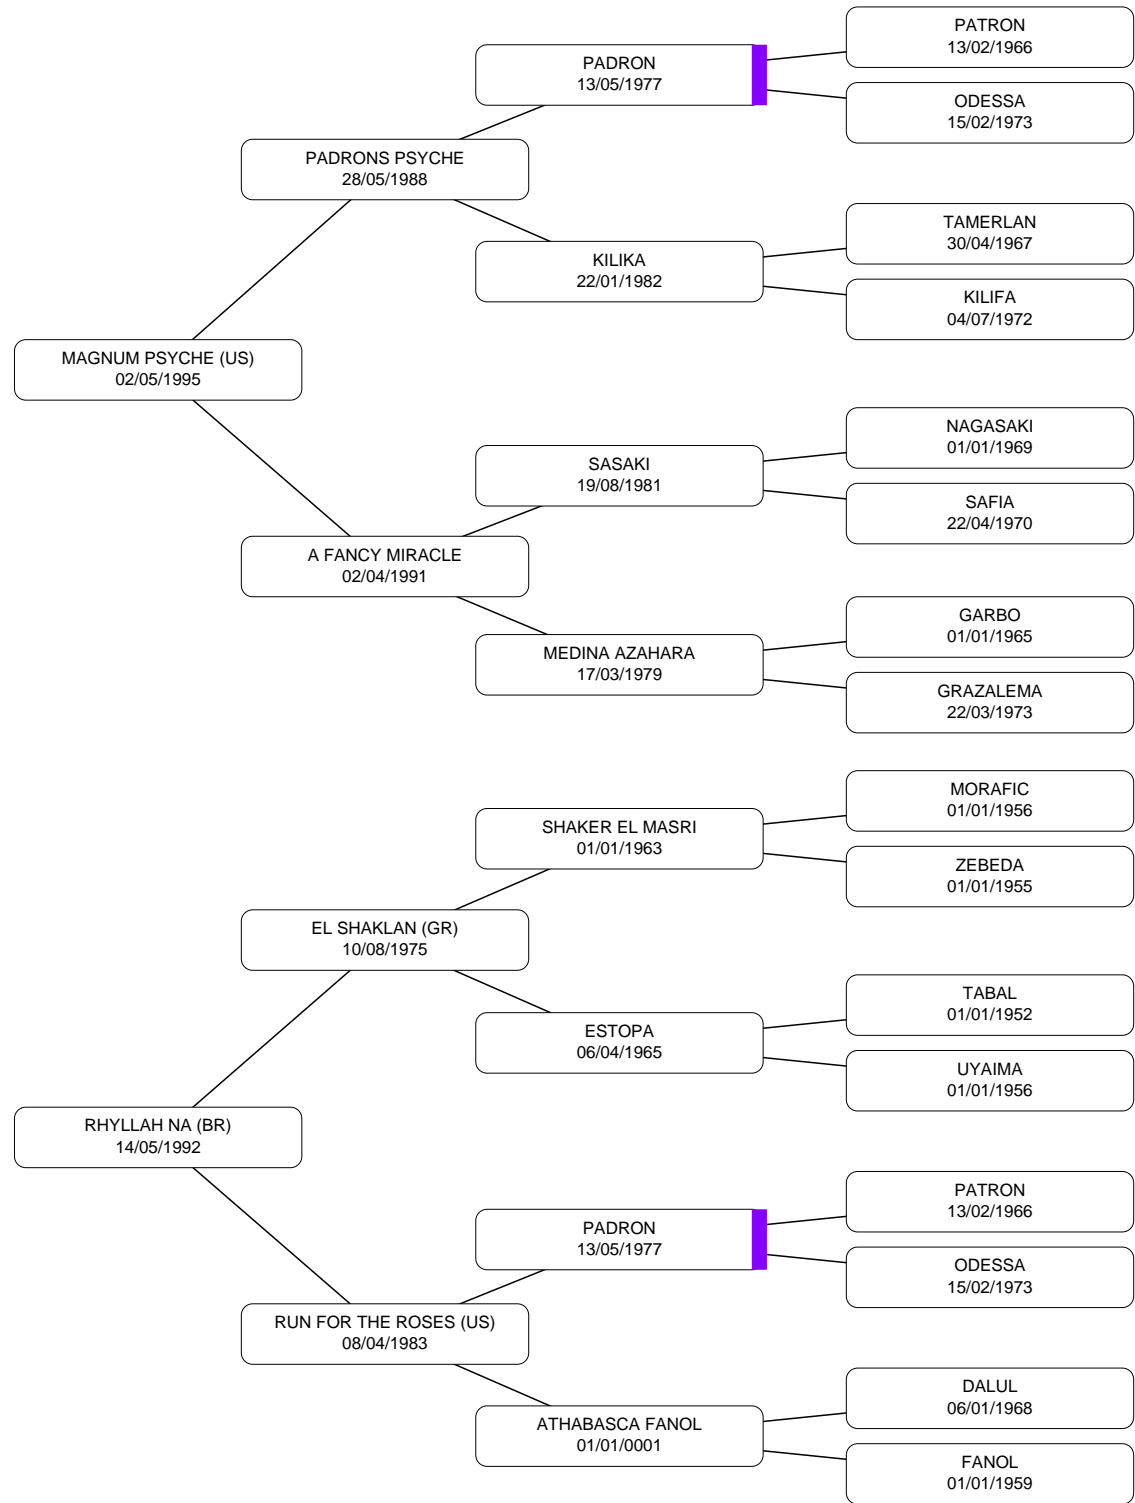 PATRON
13/02/1966
PADRON
13/05/1977
ODESSA
15/02/1973
PADRONS PSYCHE
28/05/1988
TAMERLAN
30/04/1967
KILIKA
22/01/1982
KILIFA
04/07/1972
MAGNUM PSYCHE (US)
02/05/1995
NAGASAKI
01/01/1969
SASAKI
19/08/1981
SAFIA
22/04/1970
A FANCY MIRACLE
02/04/1991
GARBO
01/01/1965
MEDINA AZAHARA
17/03/1979
GRAZALEMA
22/03/1973
MORAFIC
01/01/1956
SHAKER EL MASRI
01/01/1963
ZEBEDA
01/01/1955
EL SHAKLAN (GR)
10/08/1975
TABAL
01/01/1952
ESTOPA
06/04/1965
UYAIMA
01/01/1956
RHYLLAH NA (BR)
14/05/1992
PATRON
13/02/1966
PADRON
13/05/1977
ODESSA
15/02/1973
RUN FOR THE ROSES (US)
08/04/1983
DALUL
06/01/1968
ATHABASCA FANOL
01/01/0001
FANOL
01/01/1959